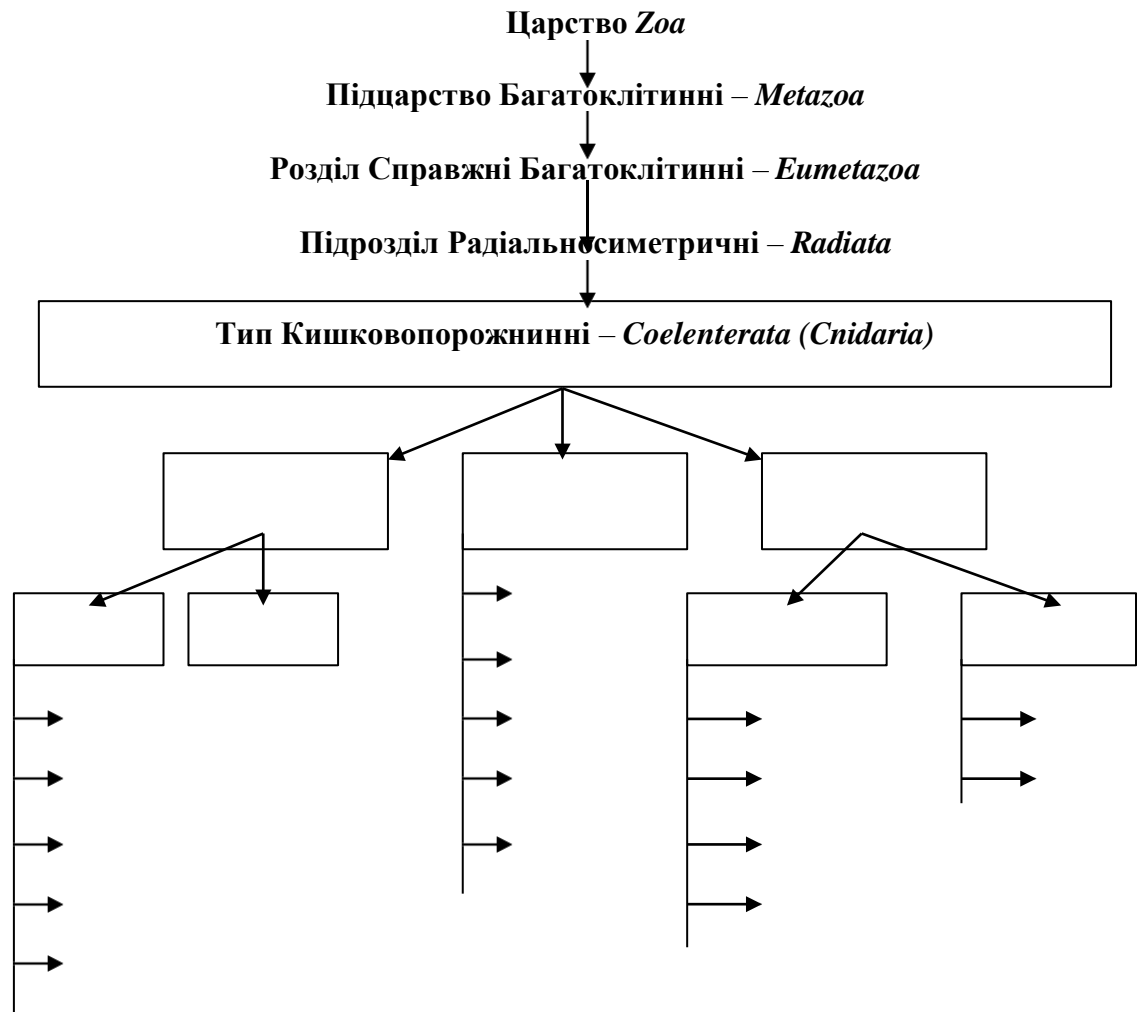 Царство Zoa
Підцарство Багатоклітинні – Metazoa
Розділ Справжні Багатоклітинні – Eumetazoa
Підрозділ Радіальносиметричні – Radiata
Тип Кишковопорожнинні – Coelenterata (Cnidaria)